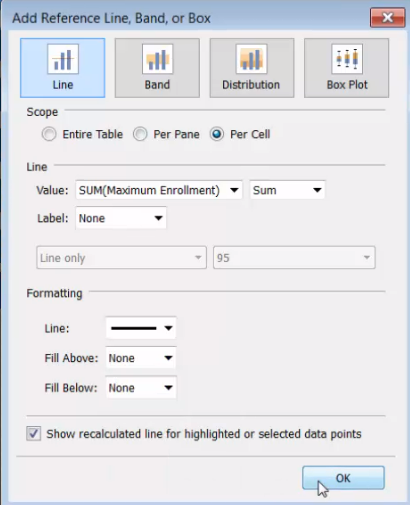 Add Reference Line, Band, or Box
Line Band Distribution Box Plot
Scope
Entire Table Per Pane Per Cell
Line
Value: SUM(Maximum Enrollment) Sum
Label: None
Line only 95
Formatting
Line:
Fill Above: None
Fill Below: None
Show recalculated line for highlighted or selected data points
OK